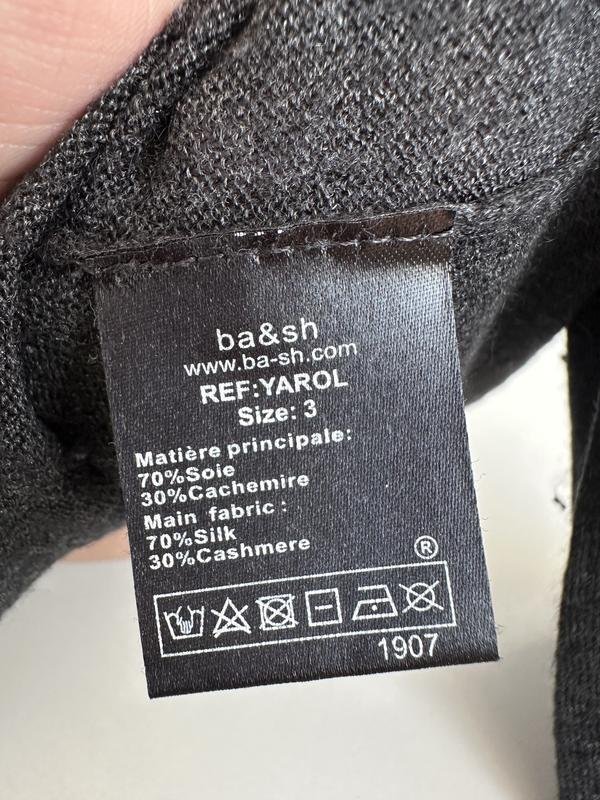 ba&sh
www.ba-sh.com
REF:YAROL
Size: 3
Matière principale:
70%Soie
30%Cachemire
Main fabric :
70%Silk
30%Cashmere
®
1907